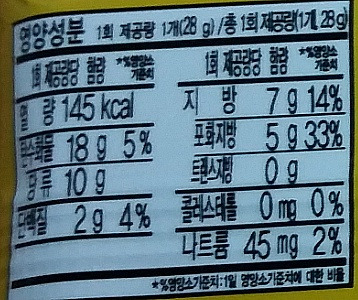 영양성분 1회 제공량 1개(28 g)/총 1회 제공량(1개, 28 g)
1회 제공량당 함량 *%영양소 기준치
열량 145 kcal
탄수화물 18 g 5%
당류 10 g
단백질 2 g 4%
1회 제공량당 함량 *%영양소 기준치
지방 7 g 14%
포화지방 5 g 33%
트랜스지방 0 g
콜레스테롤 0 mg 0%
나트륨 45 mg 2%
*%영양소기준치:1일 영양소기준치에 대한 비율